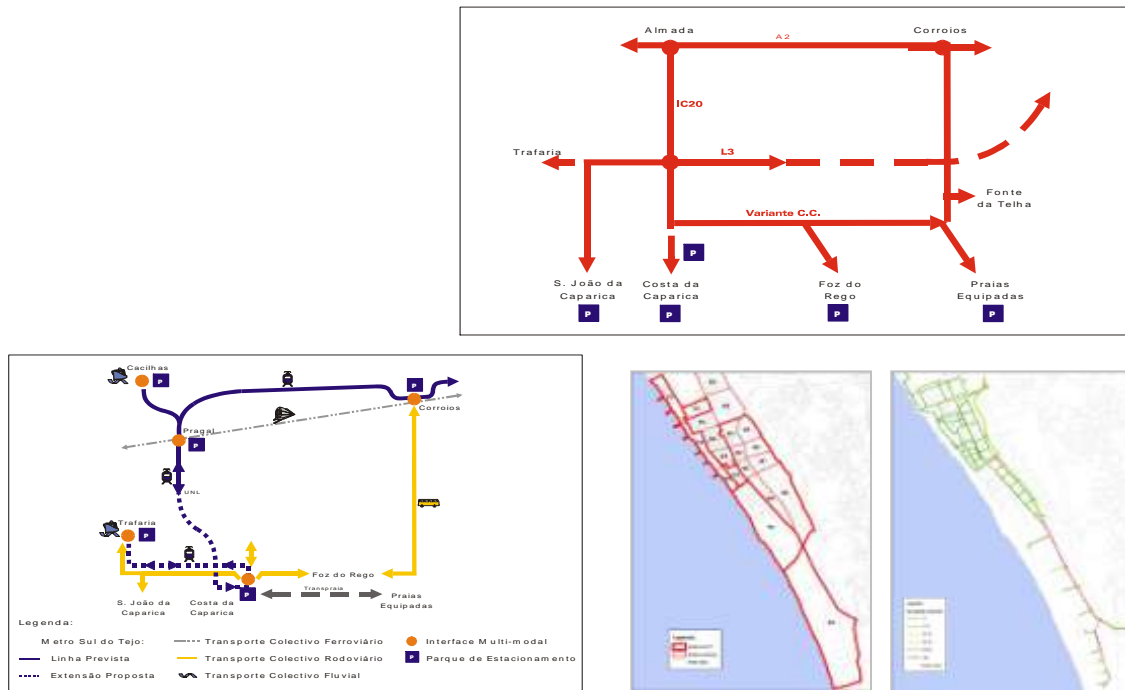 Almada
Corroios
A2
IC20
Trafaria
L3
Fonte
da Telha
Variante C.C.
P
S. João da
Caparica
P
Costa da
Caparica
P
Foz do
Rego
P
Praias
Equipadas
P
Cacilhas
P
P
Corroios
Pragal
P
UNL
Trafaria
P
Foz do Rego
P
Transpraia
S. João da
Caparica
Costa da
Caparica
Praias
Equipadas
Legenda:
Metro Sul do Tejo:
Transporte Colectivo Ferroviário
Interface Multi-modal
Linha Prevista
Transporte Colectivo Rodoviário
P Parque de Estacionamento
Extensão Proposta
Transporte Colectivo Fluvial